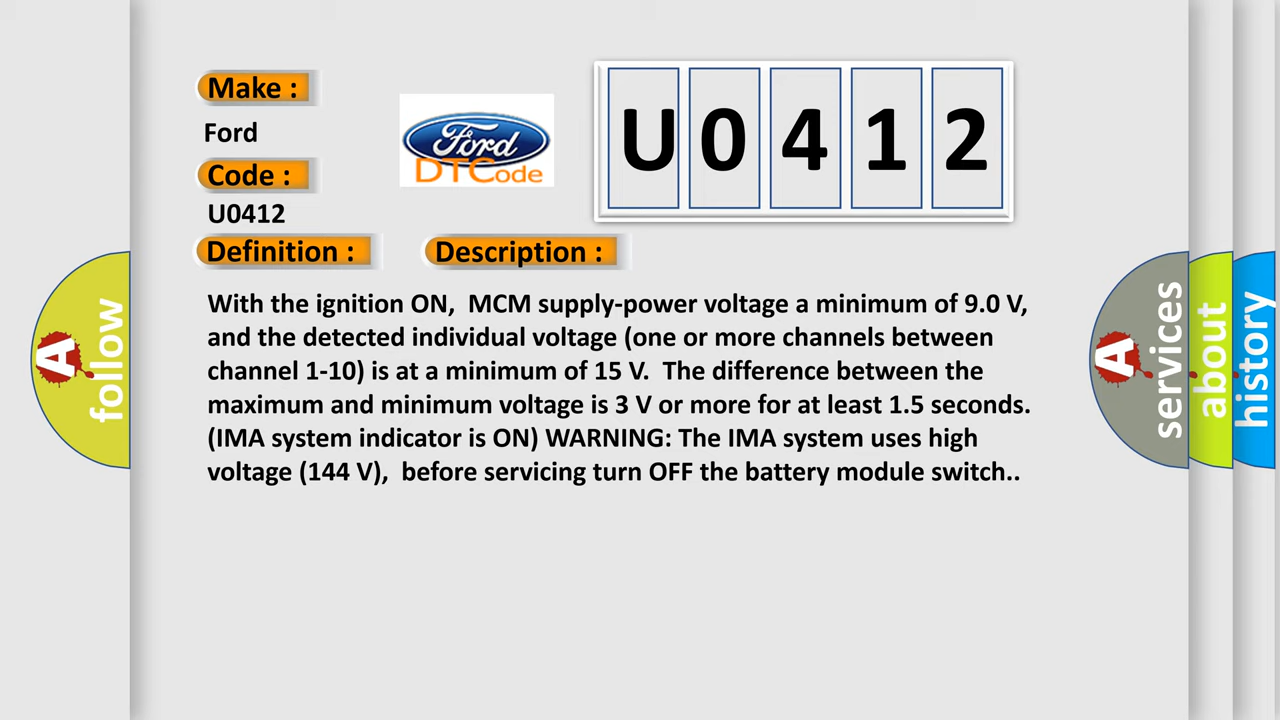 Make :
Ford
Code :
U0412
Definition :
Description :
Ford
DTCode
U0412
With the ignition ON,  MCM supply-power voltage a minimum of 9.0 V,
and the detected individual voltage (one or more channels between
channel 1-10) is at a minimum of 15 V.  The difference between the
maximum and minimum voltage is 3 V or more for at least 1.5 seconds.
(IMA system indicator is ON) WARNING: The IMA system uses high
voltage (144 V),  before servicing turn OFF the battery module switch..
A follow
A services
about
history